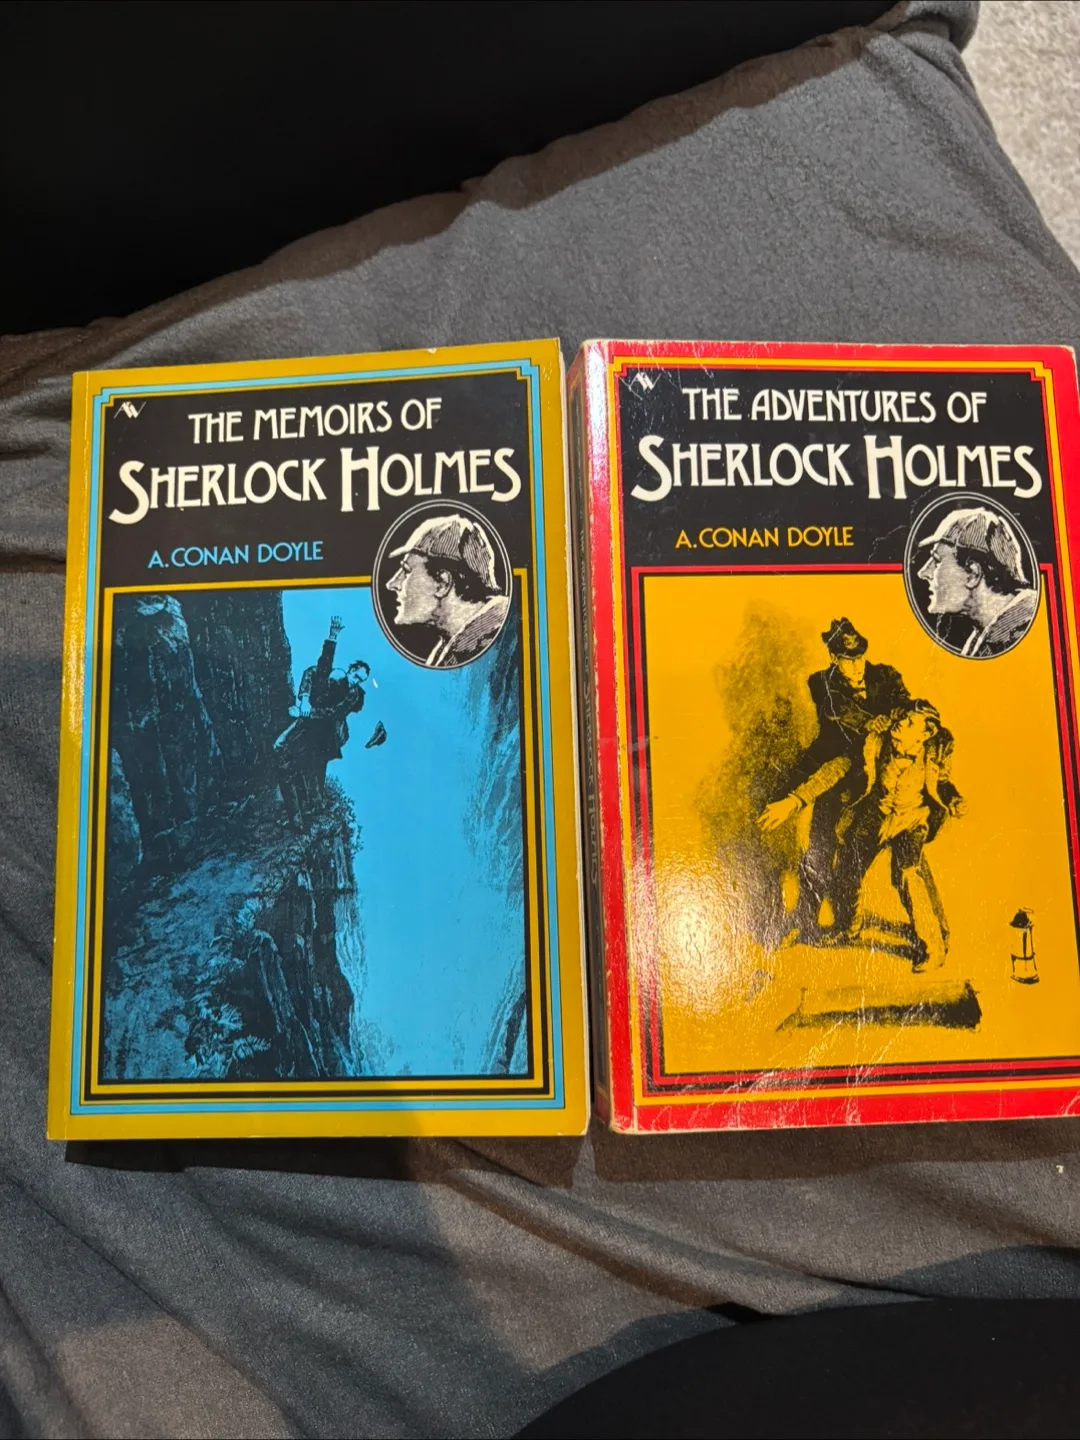 THE MEMOIRS OF
SHERLOCK HOLMES
A. CONAN DOYLE
THE ADVENTURES OF
SHERLOCK HOLMES
A. CONAN DOYLE